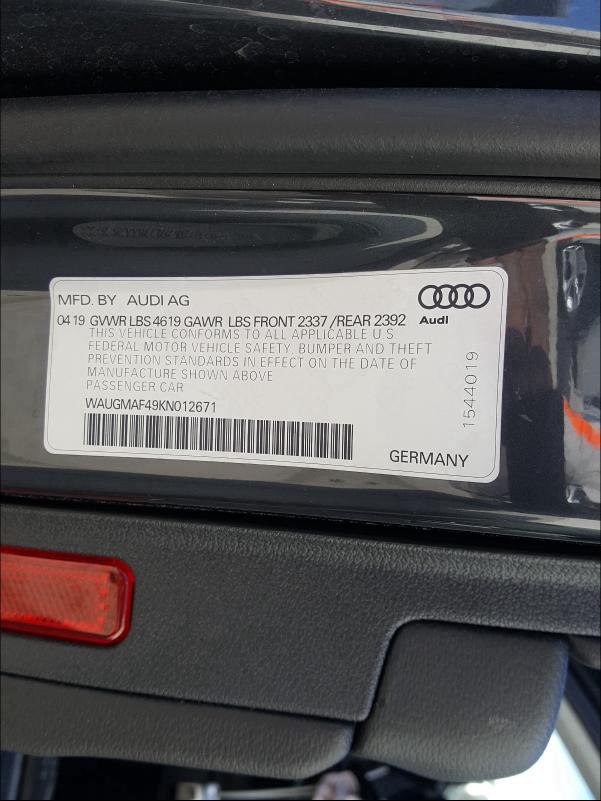 MFD. BY AUDI AG
Audi
04 19 GVWR LBS 4619 GAWR LBS FRONT 2337 /REAR 2392
THIS VEHICLE CONFORMS TO ALL APPLICABLE U.S
FEDERAL MOTOR VEHICLE SAFETY, BUMPER AND THEFT
PREVENTION STANDARDS IN EFFECT ON THE DATE OF
MANUFACTURE SHOWN ABOVE
PASSENGER CAR
WAUGMAF49KN012671
1544019
GERMANY